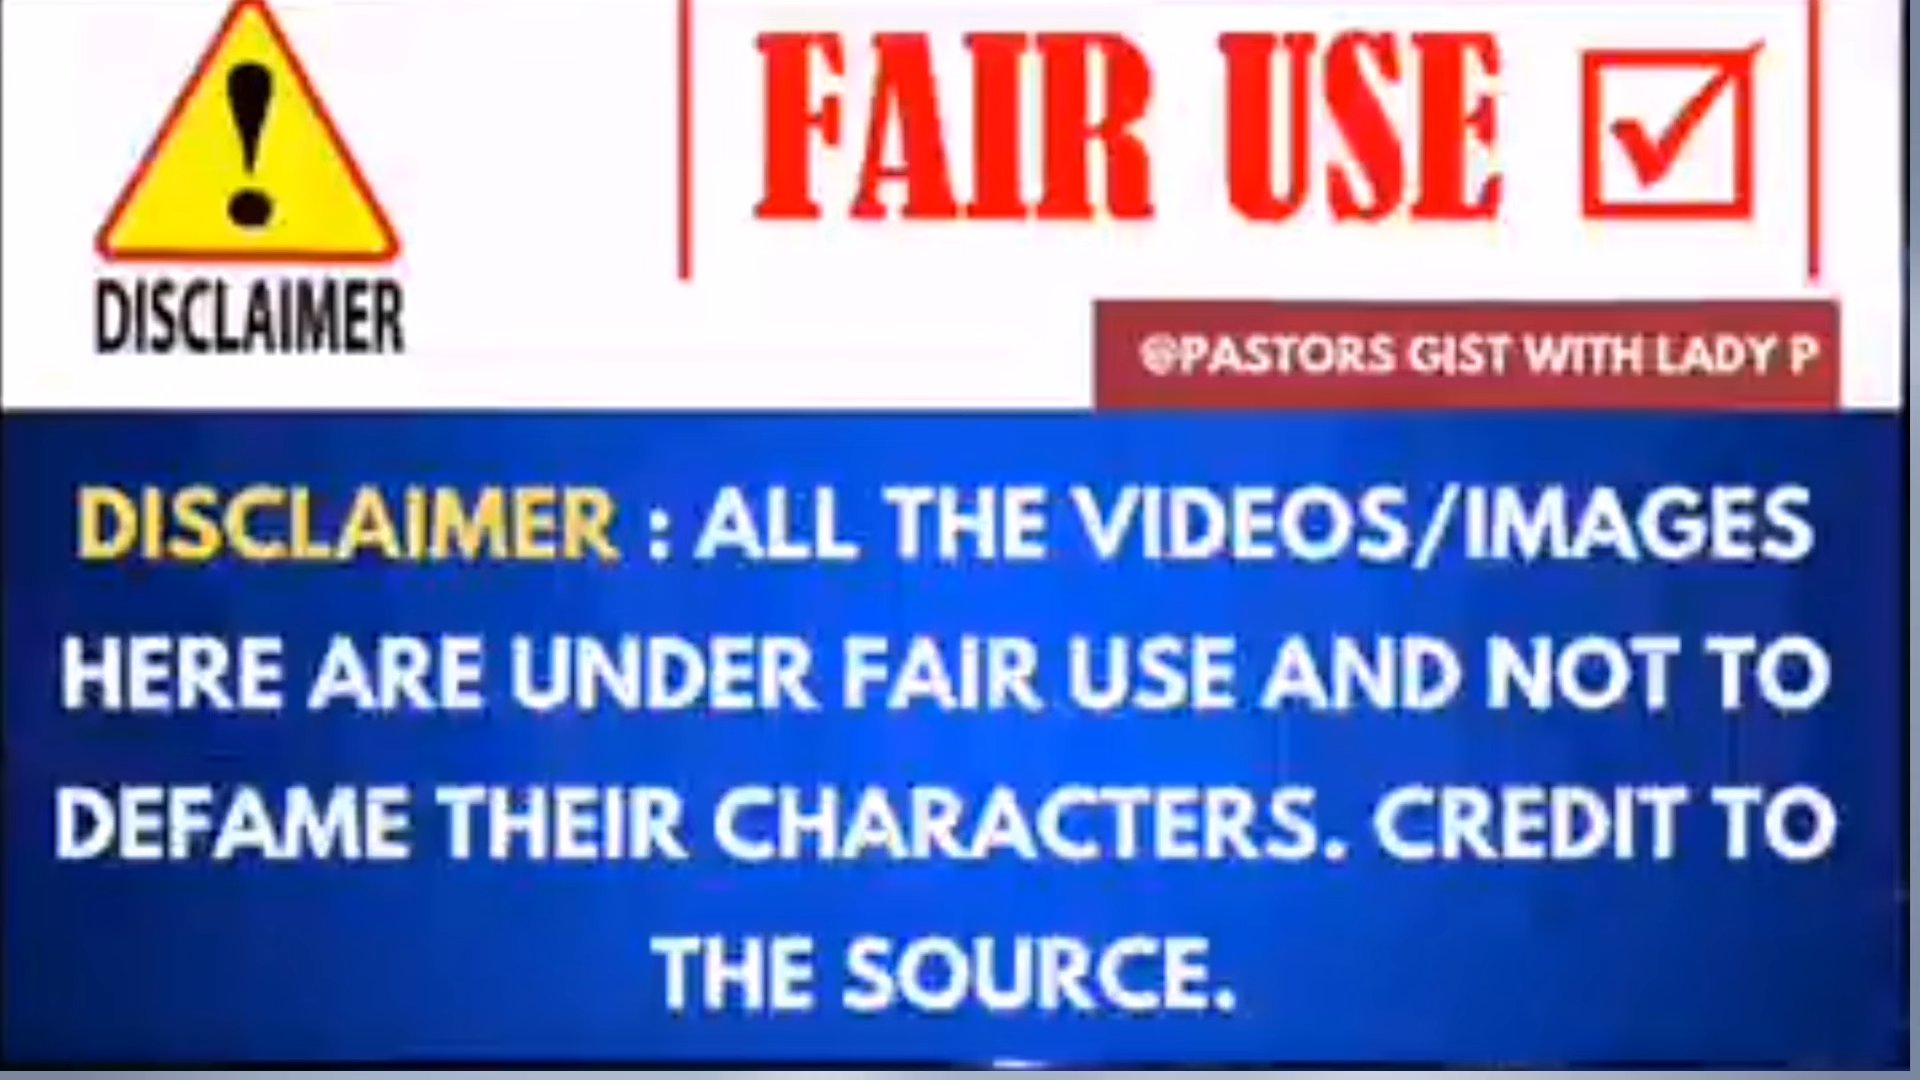 FAIR USE
DISCLAIMER
@PASTORS GIST WITH LADY P
DISCLAIMER : ALL THE VIDEOS/IMAGES
HERE ARE UNDER FAIR USE AND NOT TO
DEFAME THEIR CHARACTERS. CREDIT TO
THE SOURCE.